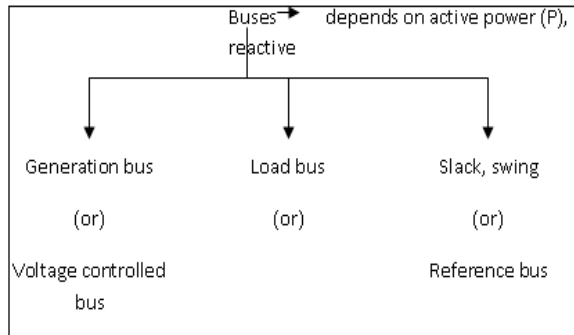 Buses depends on active power (P),
reactive
Generation bus Load bus Slack, swing
(or) (or) (or)
Voltage controlled Reference bus
bus